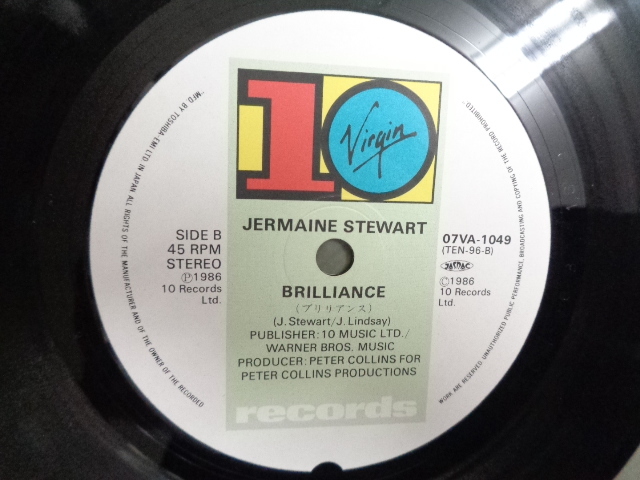 10
Virgin
JERMAINE STEWART
SIDE B
45 RPM
STEREO
Ⓟ1986
10 Records
Ltd.
07VA-1049
(TEN-96-B)
JASRAC
©1986
10 Records
Ltd.
BRILLIANCE
(ブリリアンス)
(J. Stewart/J. Lindsay)
PUBLISHER: 10 MUSIC LTD./
WARNER BROS. MUSIC
PRODUCER: PETER COLLINS FOR
PETER COLLINS PRODUCTIONS
records
"MFD. BY TOSHIBA EMI LTD. IN JAPAN ALL RIGHTS OF THE MANUFACTURER AND OF THE OWNER OF THE RECORDED
WORK ARE RESERVED. UNAUTHORIZED PUBLIC PERFORMANCE, BROADCASTING AND COPYING OF THE RECORD PROHIBITED"